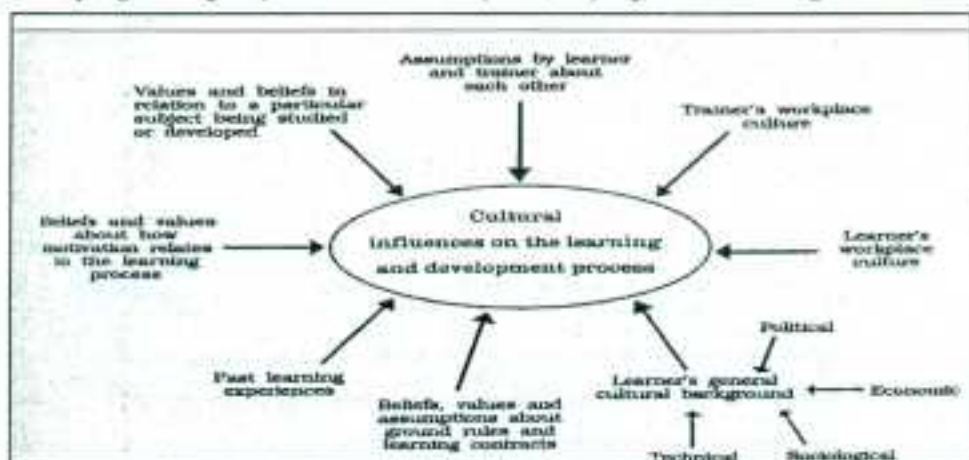 Assumptions by learner
and trainer about
each other
Values and beliefs in
relation to a particular
subject being studied
or developed
Trainer's workplace
culture
Beliefs and values
about how
motivation relates
to the learning
process
Cultural
influences on the learning
and development process
Learner's
workplace
culture
Past learning
experiences
Beliefs, values and
assumptions about
ground rules and
learning contracts
Learner's general
cultural background
Political
Economic
Technical
Sociological